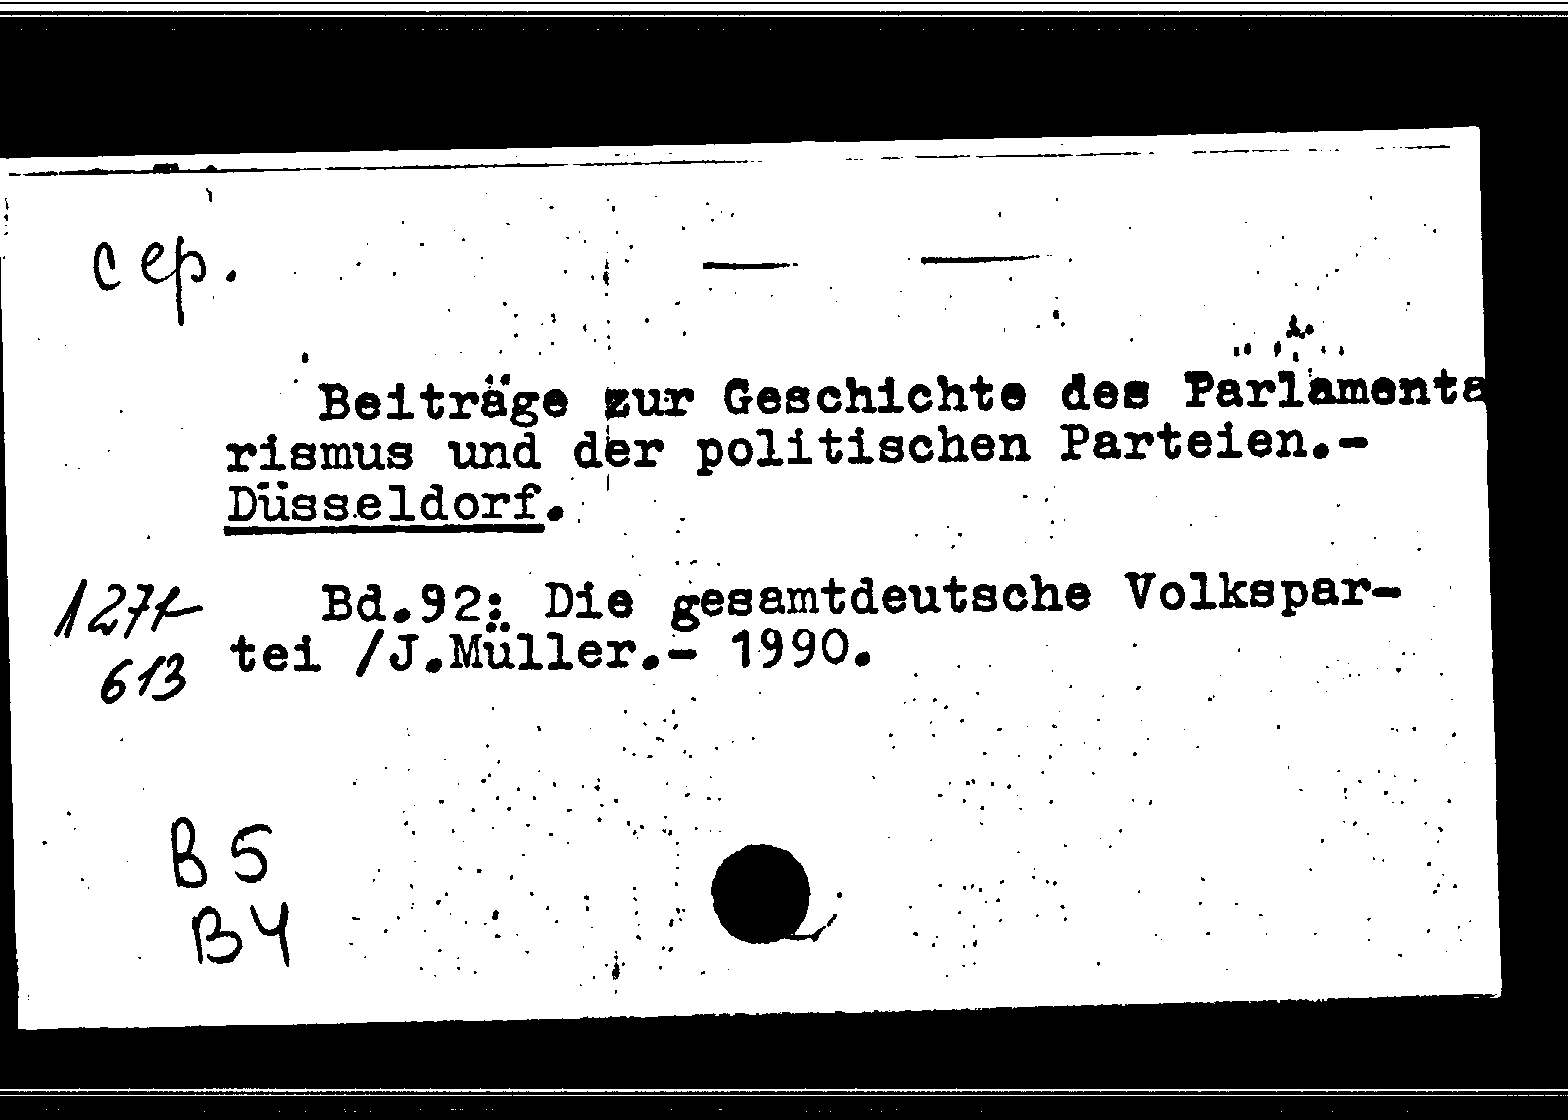 сер.
Beiträge zur Geschichte des Parlamenta
rismus und der politischen Parteien.-
Düsseldorf.
1271-
613
Bd.92: Die gesamtdeutsche Volkspar-
tei /J.Müller.- 1990.
B5
B4